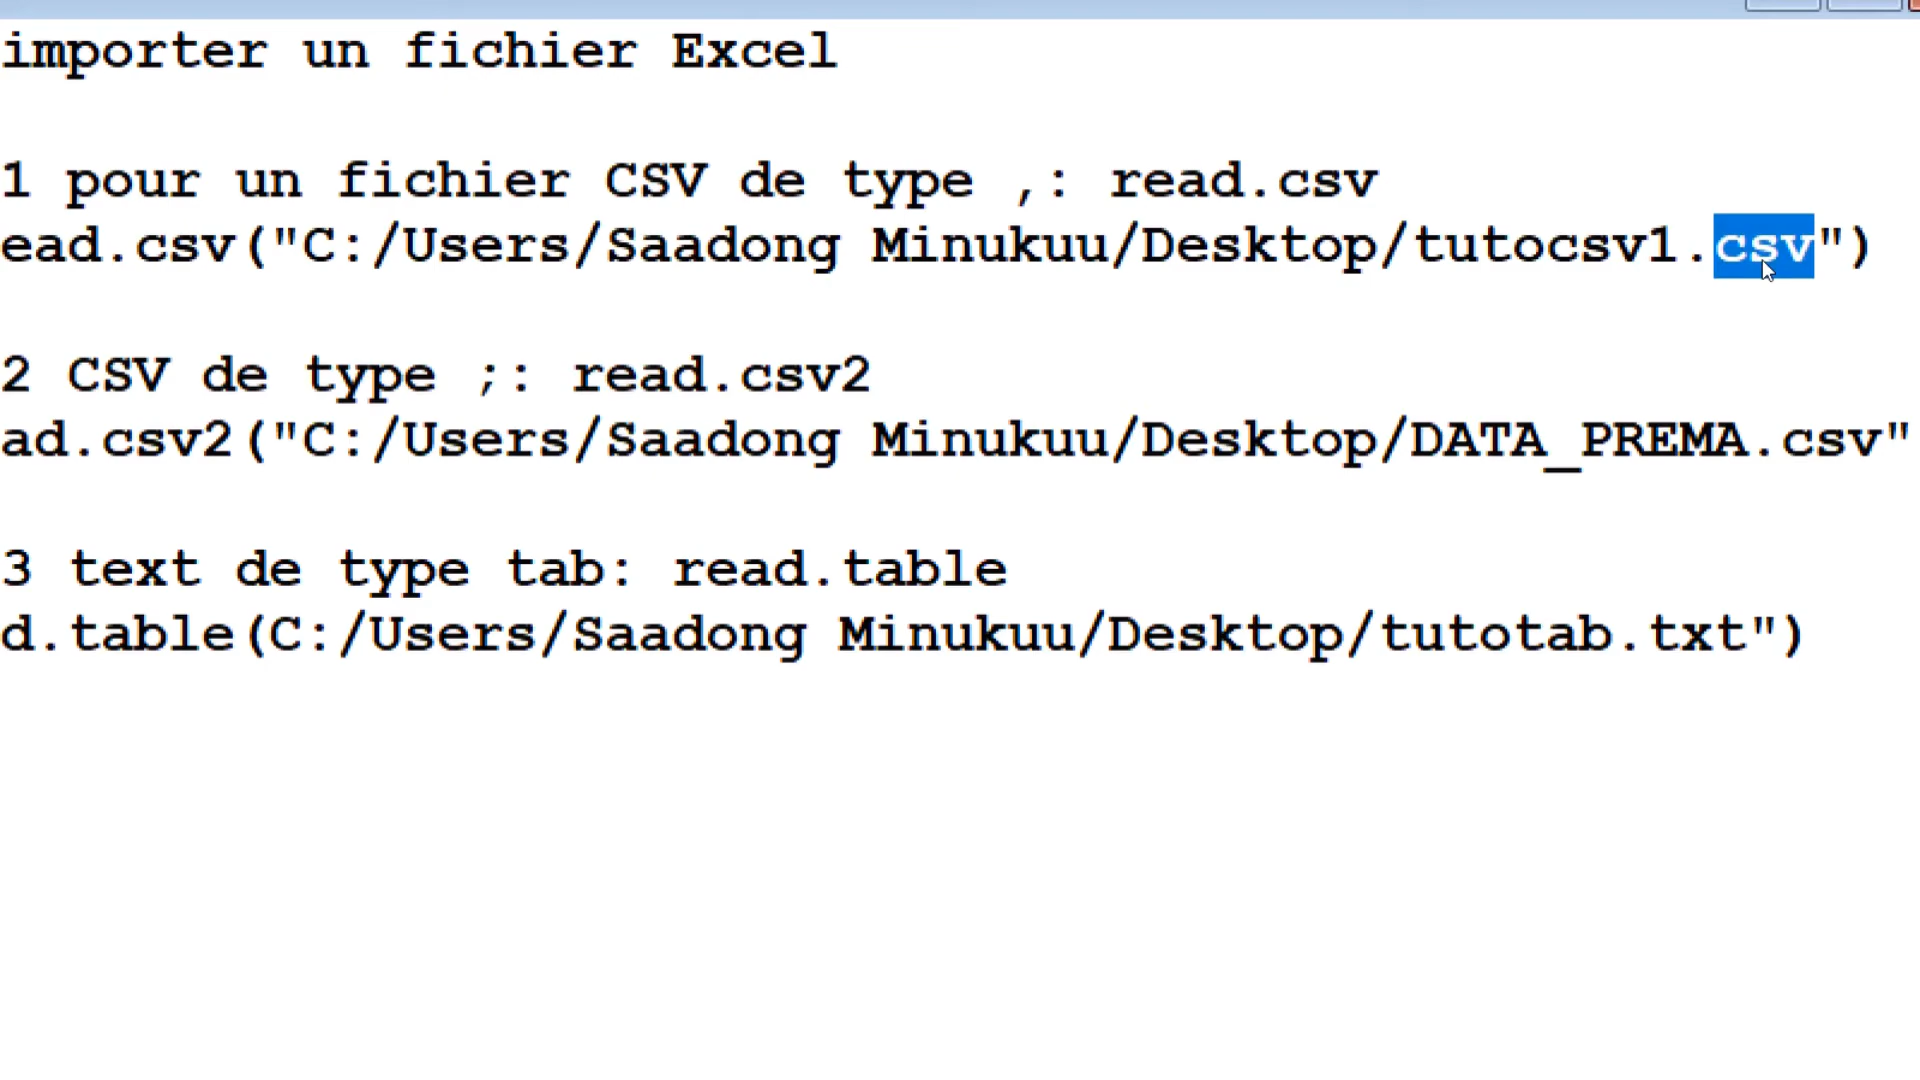 importer un fichier Excel
1 pour un fichier CSV de type ,: read.csv
ead.csv("C:/Users/Saadong Minukuu/Desktop/tutocsv1.csv")
2 CSV de type ;: read.csv2
ad.csv2("C:/Users/Saadong Minukuu/Desktop/DATA_PREMA.csv"
3 text de type tab: read.table
d.table(C:/Users/Saadong Minukuu/Desktop/tutotab.txt")